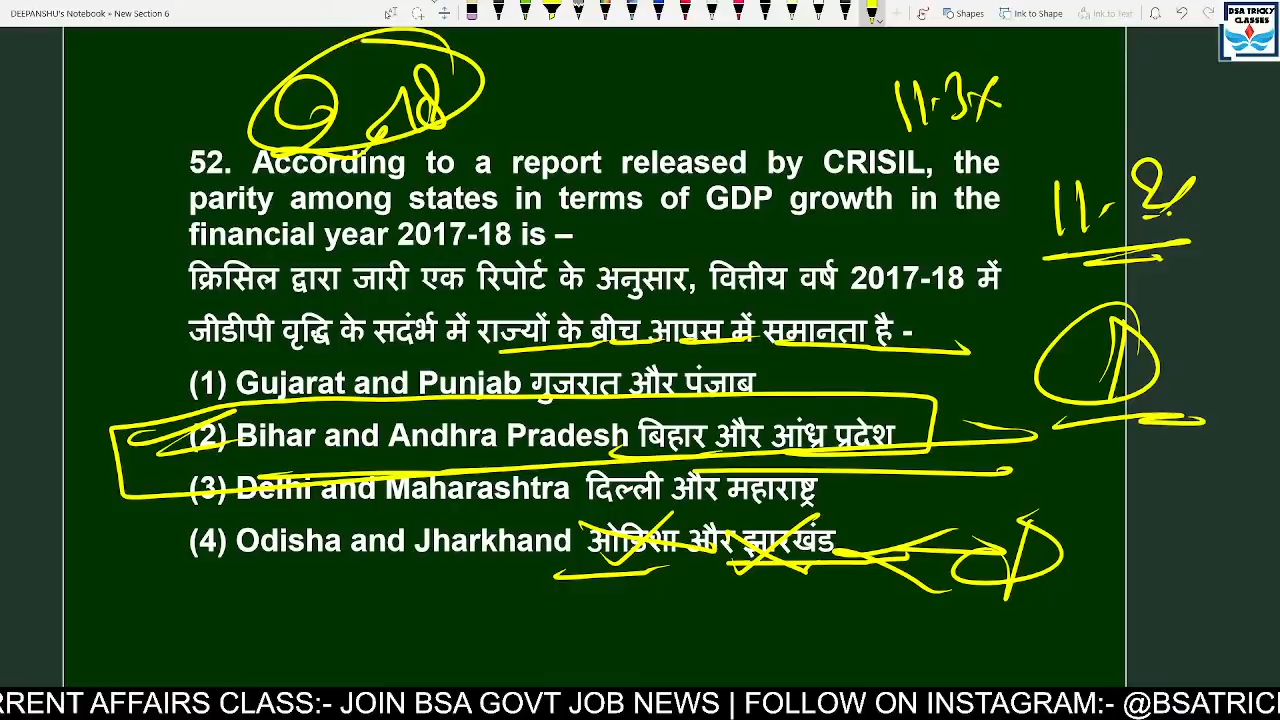 DEEPANSHU's Notebook » New Section 6
Shapes
Ink to Shape
Ink to Text
BSA TRICKY
CLASSES
11.3%
11.2
52. According to a report released by CRISIL, the
parity among states in terms of GDP growth in the
financial year 2017-18 is –
क्रिसिल द्वारा जारी एक रिपोर्ट के अनुसार, वित्तीय वर्ष 2017-18 में
जीडीपी वृद्धि के सदंर्भ में राज्यों के बीच आपस में समानता है -
(1) Gujarat and Punjab गुजरात और पंजाब
(2) Bihar and Andhra Pradesh बिहार और आंध्र प्रदेश
(3) Delhi and Maharashtra दिल्ली और महाराष्ट्र
(4) Odisha and Jharkhand ओडिशा और झारखंड
RRENT AFFAIRS CLASS:- JOIN BSA GOVT JOB NEWS | FOLLOW ON INSTAGRAM:- @BSATRIC